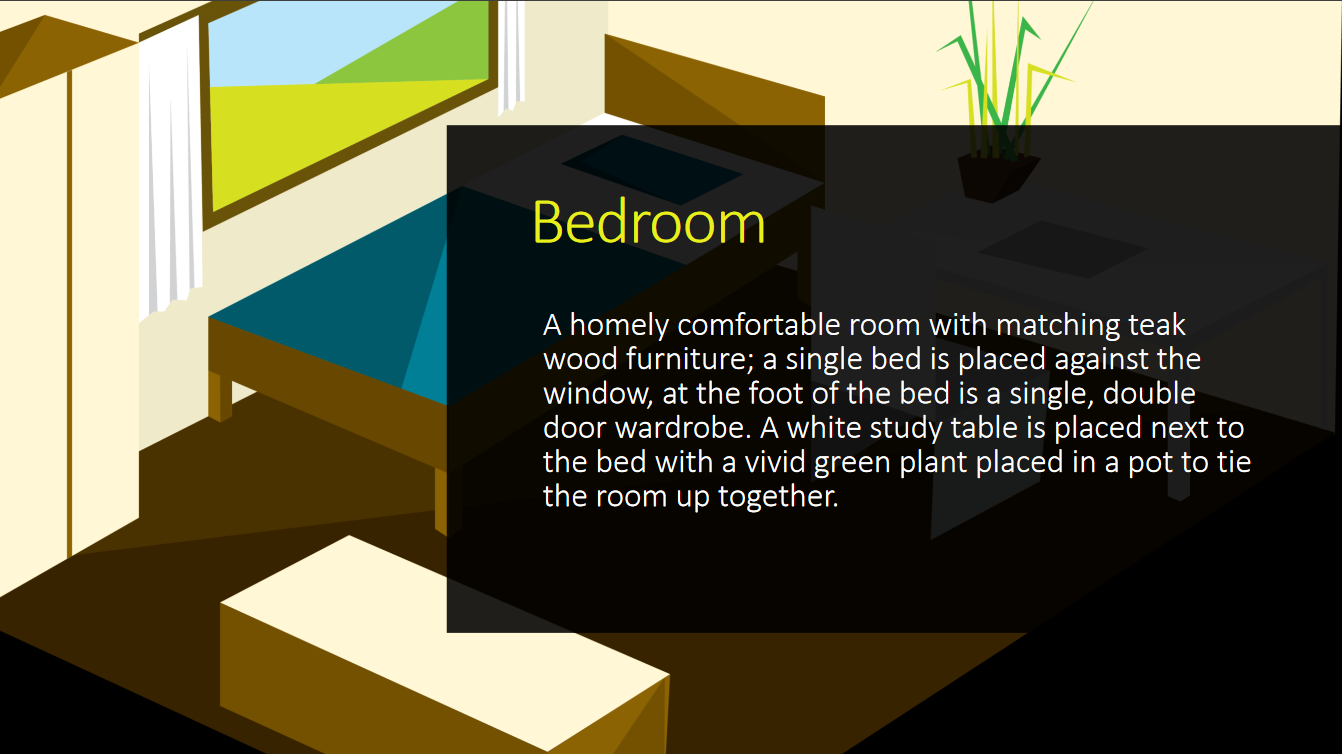 Bedroom
A homely comfortable room with matching teak
wood furniture; a single bed is placed against the
window, at the foot of the bed is a single, double
door wardrobe. A white study table is placed next to
the bed with a vivid green plant placed in a pot to tie
the room up together.